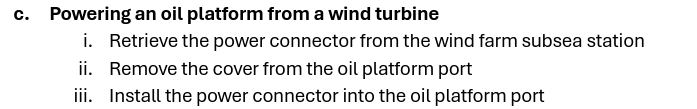 c. Powering an oil platform from a wind turbine
i. Retrieve the power connector from the wind farm subsea station
ii. Remove the cover from the oil platform port
iii. Install the power connector into the oil platform port